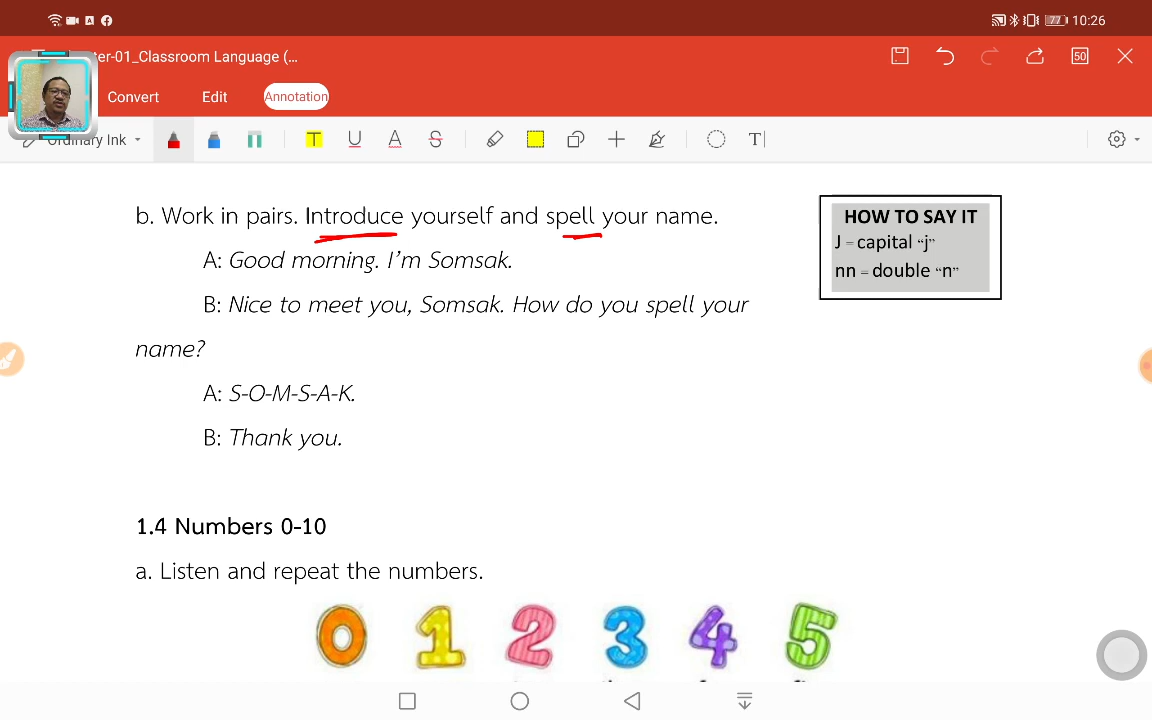 77 10:26
ter-01_Classroom Language (...
50
Convert Edit Annotation
Ordinary Ink T U A S T
b. Work in pairs. Introduce yourself and spell your name.
HOW TO SAY IT
J = capital “j”
nn = double “n”
A: Good morning. I’m Somsak.
B: Nice to meet you, Somsak. How do you spell your
name?
A: S-O-M-S-A-K.
B: Thank you.
1.4 Numbers 0-10
a. Listen and repeat the numbers.
0 1 2 3 4 5